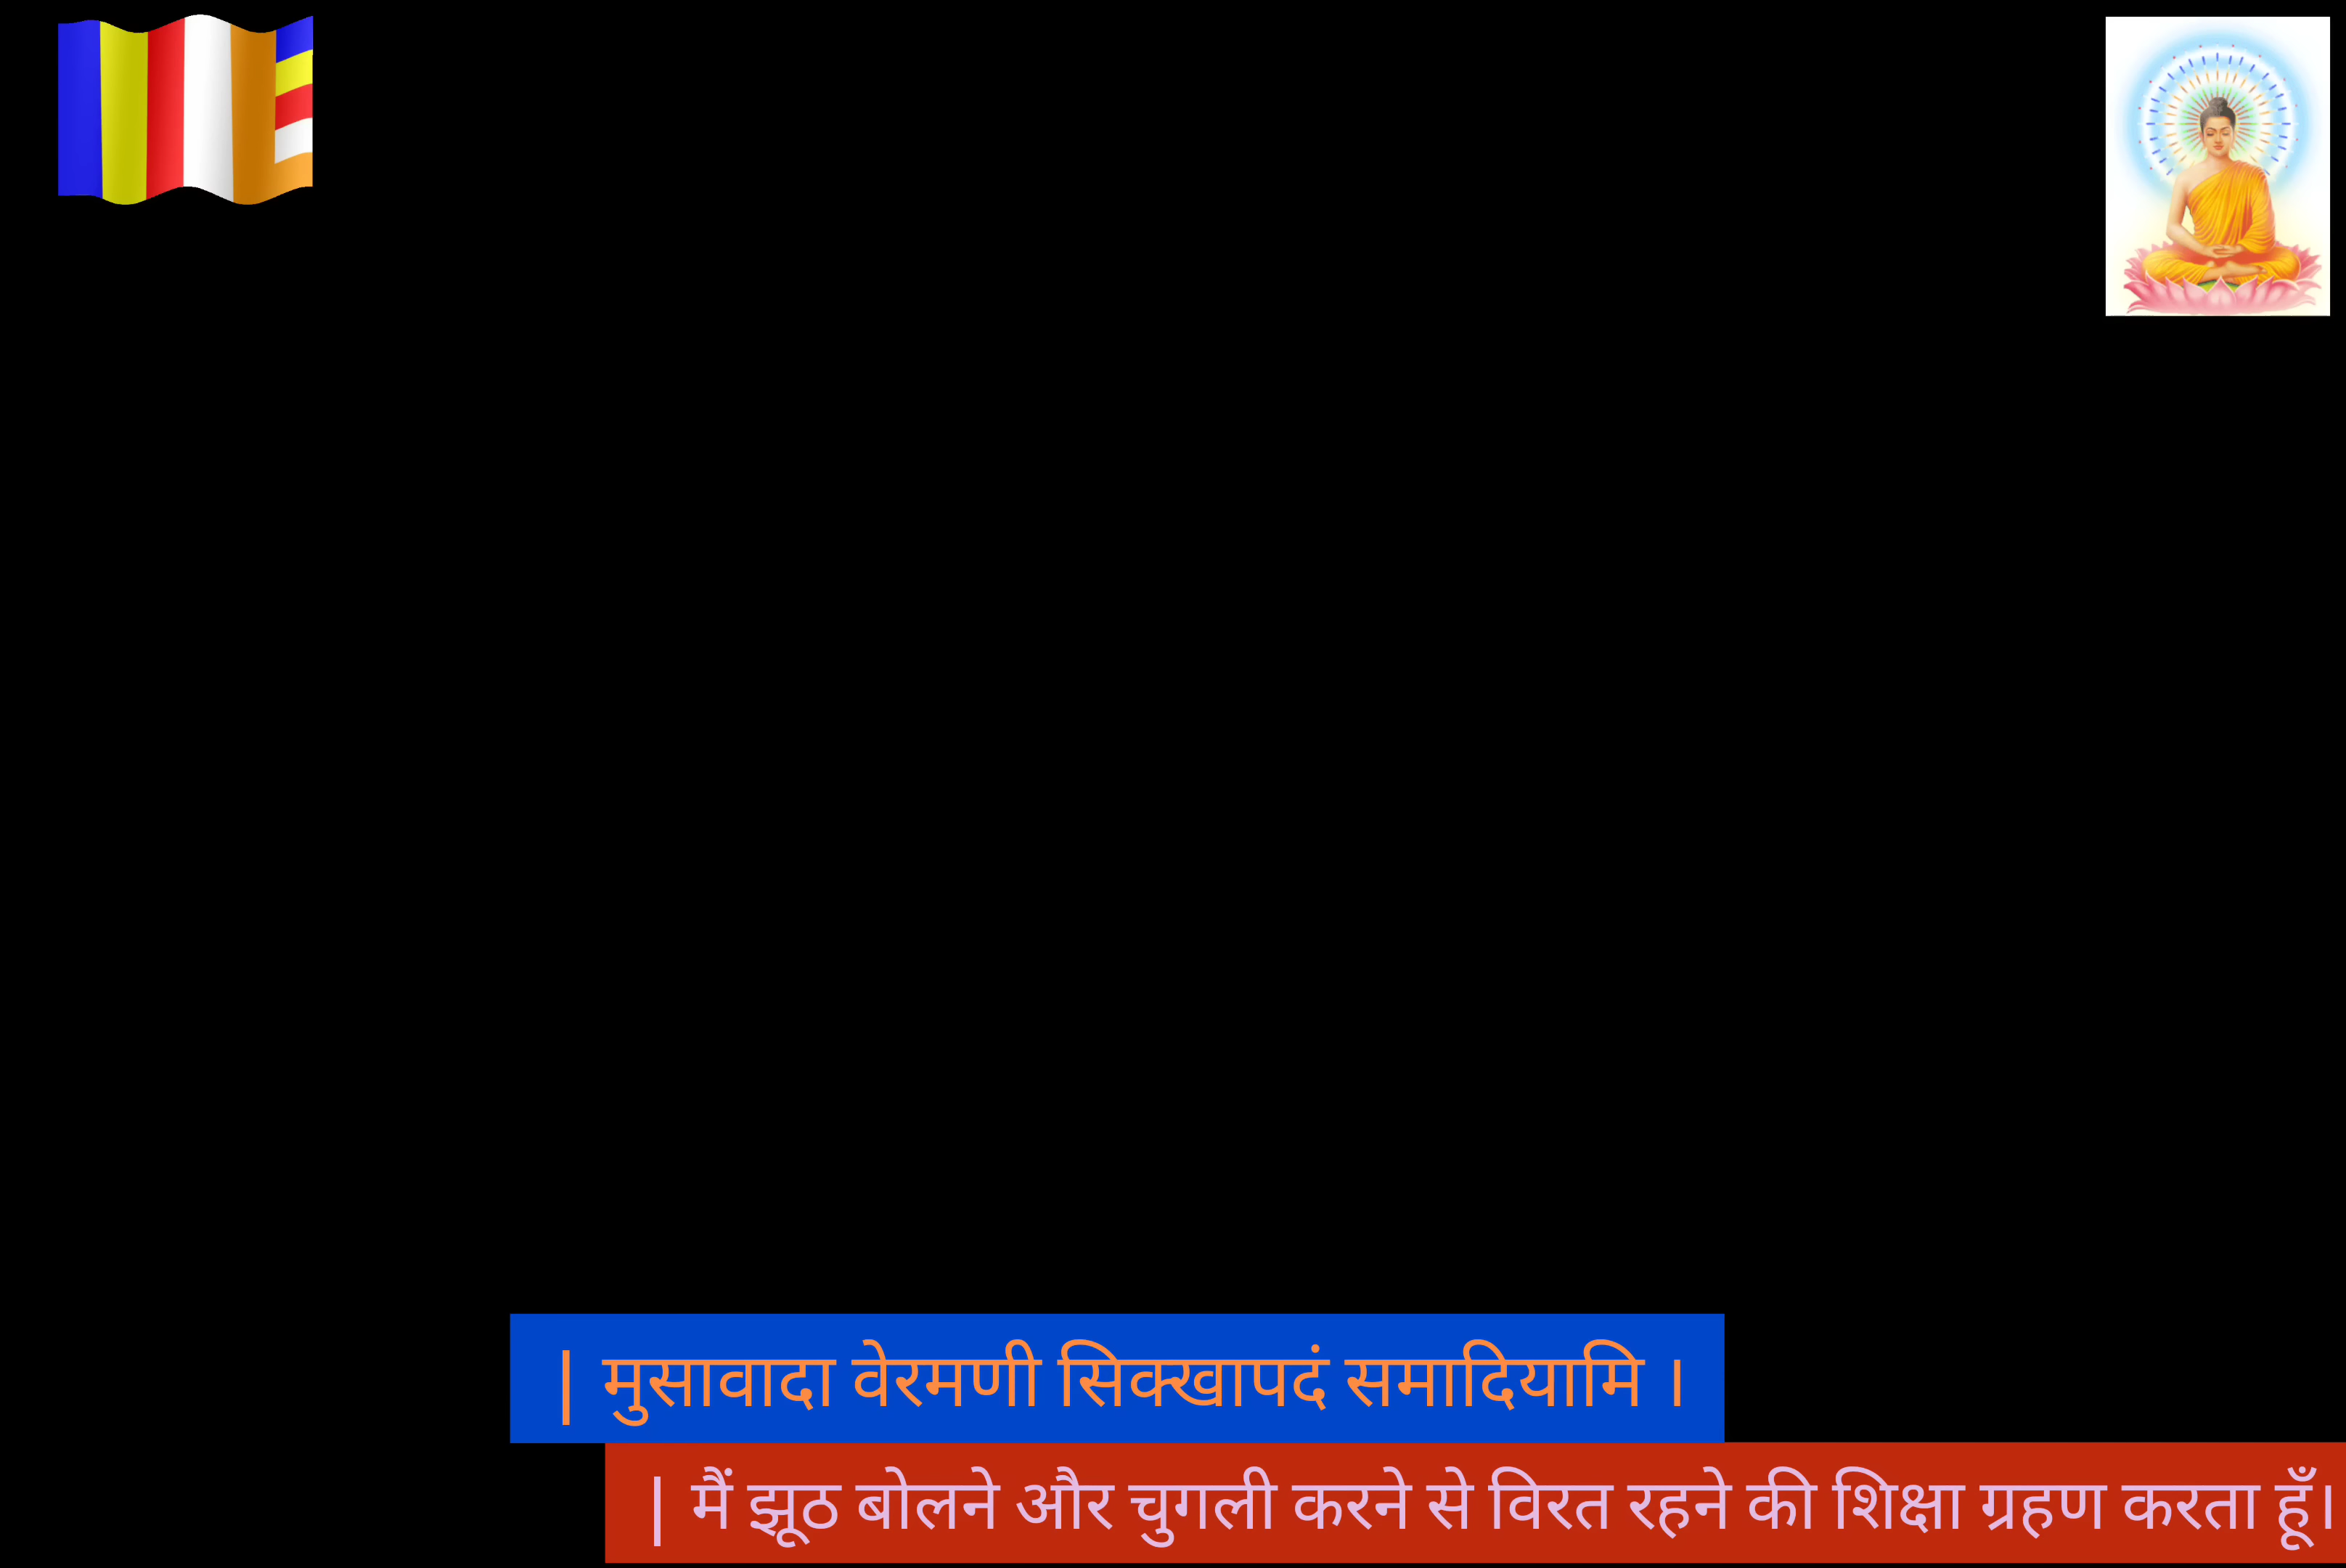 | मुसावादा वेरमणी सिक्खापदं समादियामि ।
| मैं झूठ बोलने और चुगली करने से विरत रहने की शिक्षा ग्रहण करता हूँ।